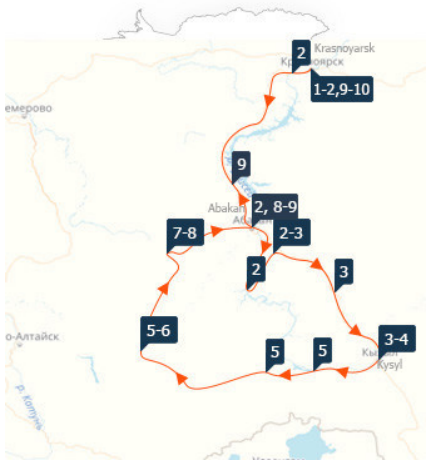 Krasnoyarsk
2
Красноярск
1-2,9-10
емерово
9
Abakan
2, 8-9
7-8
2-3
2
3
5-6
3-4
о-Алтайск
5
5
Кызыл
Kysyl
р. Катунь